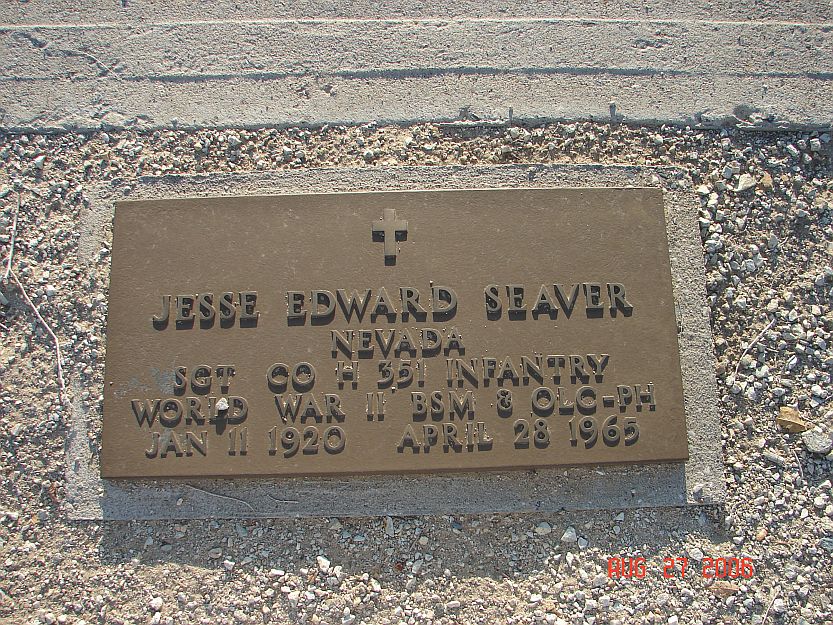 JESSE EDWARD SEAVER
NEVADA
SGT CO H 351 INFANTRY
WORLD WAR II BSM & OLC-PH
JAN 11 1920 APRIL 28 1965
AUG 27 2006